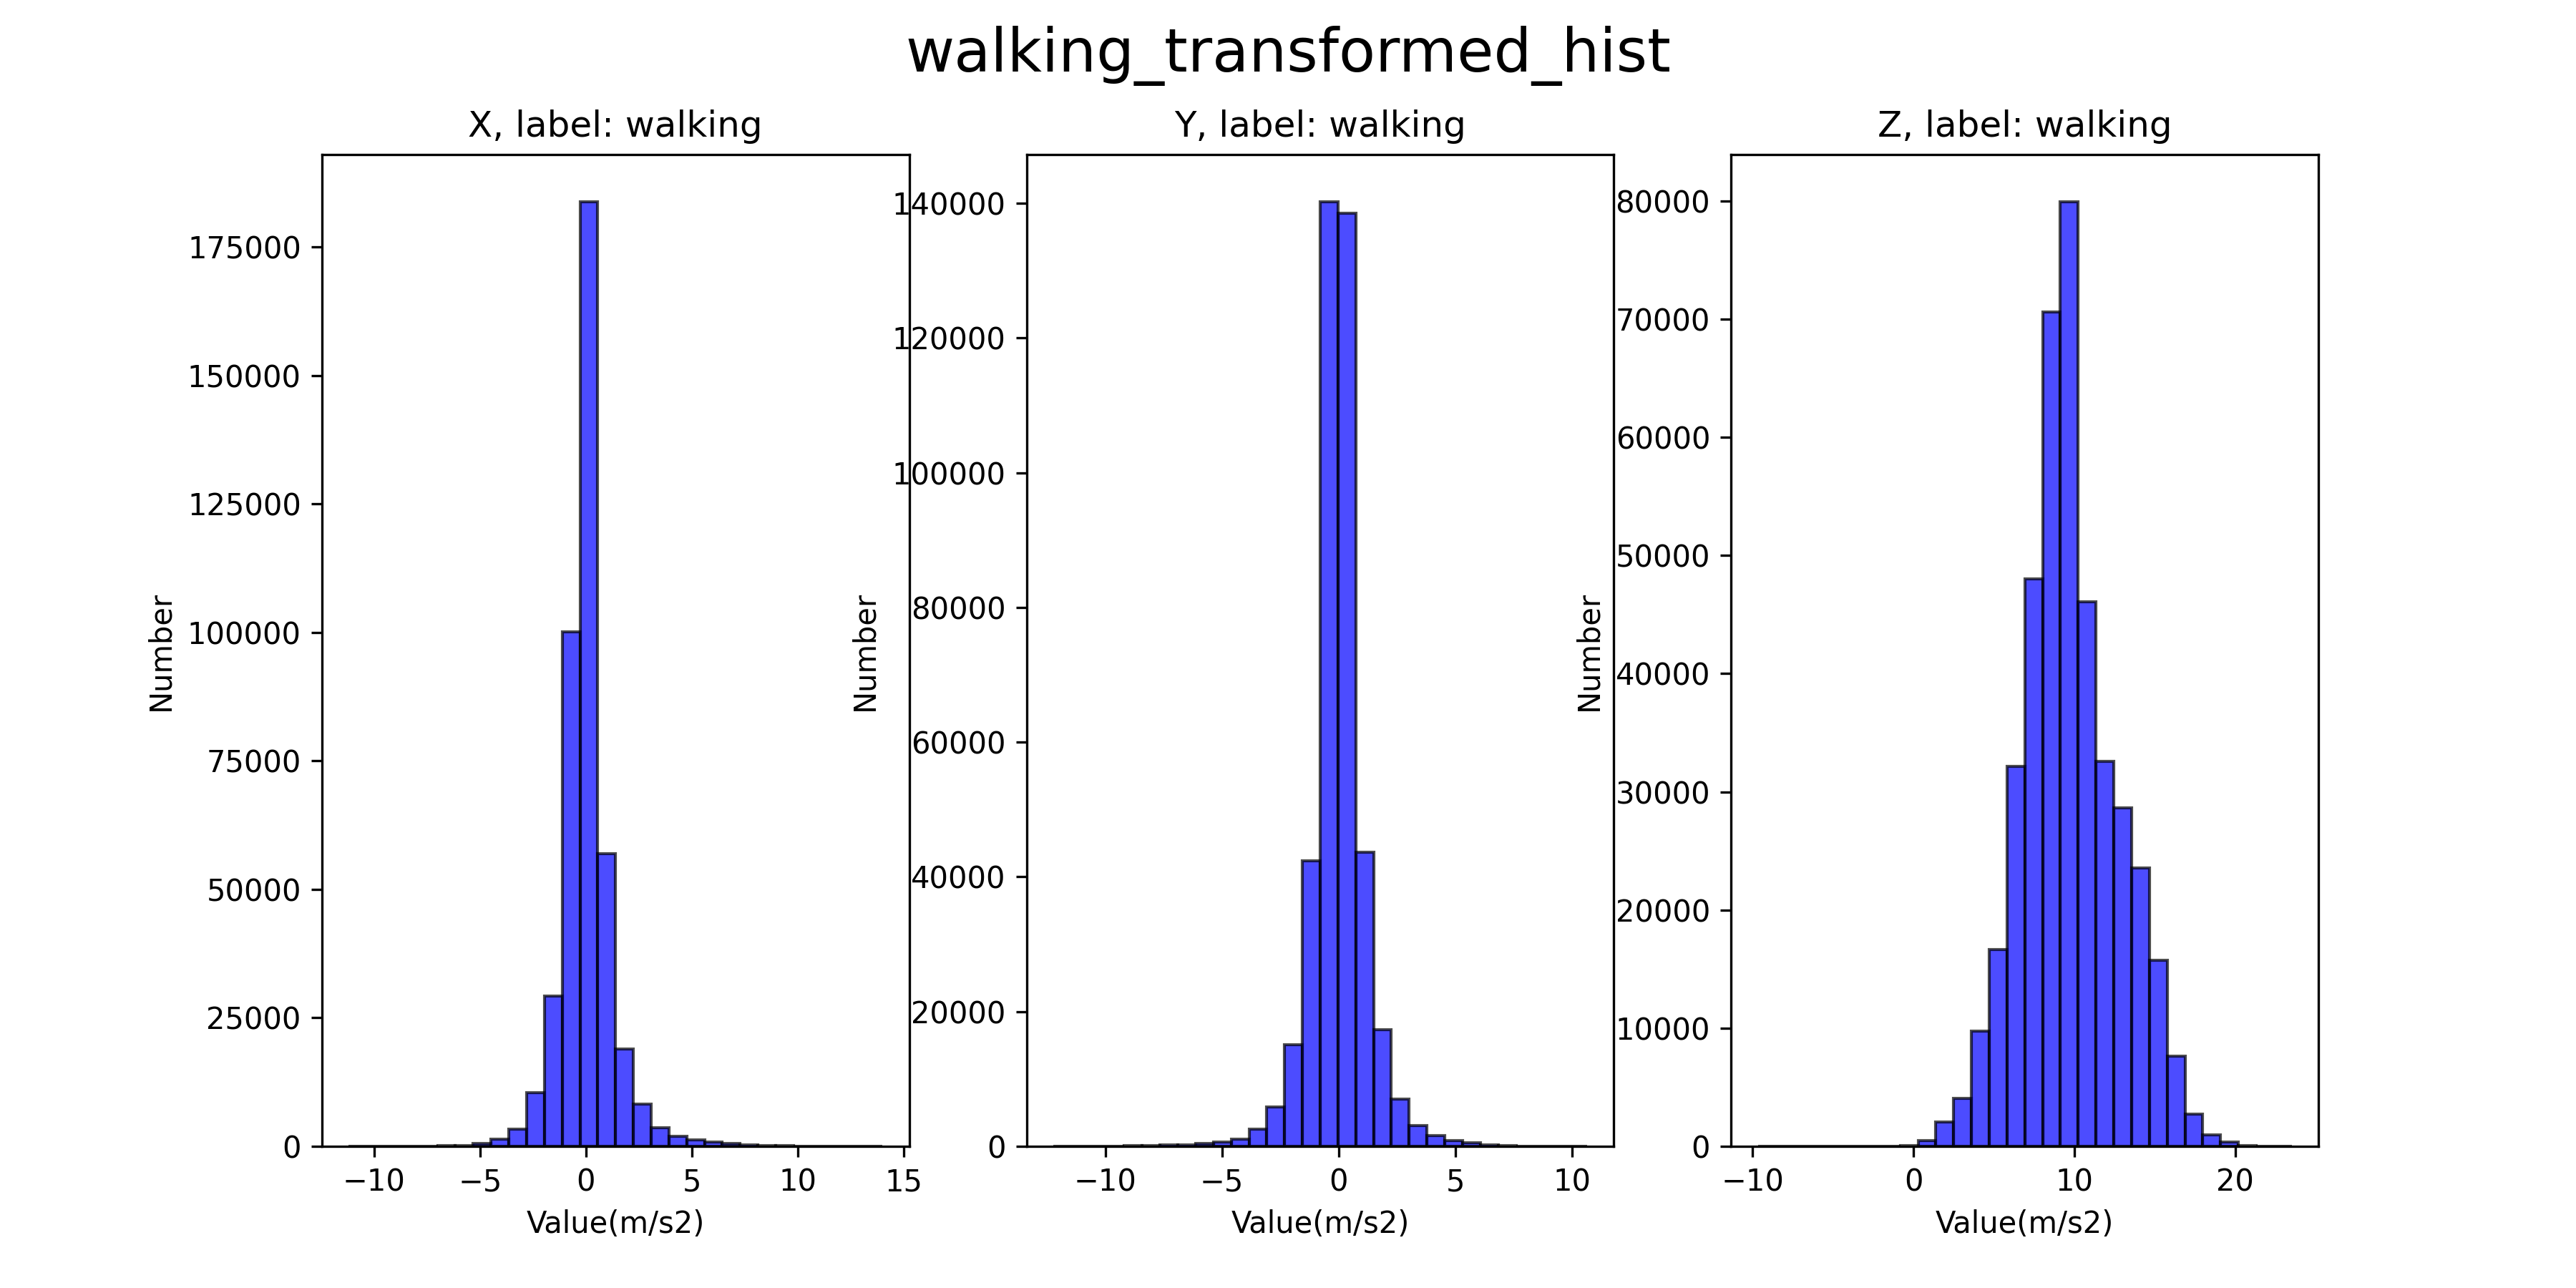 walking_transformed_hist
X, label: walking
Number
175000
150000
125000
100000
75000
50000
25000
0
−10 −5 0 5 10 15
Value(m/s2)
Y, label: walking
Number
140000
120000
100000
80000
60000
40000
20000
0
−10 −5 0 5 10
Value(m/s2)
Z, label: walking
Number
80000
70000
60000
50000
40000
30000
20000
10000
0
−10 0 10 20
Value(m/s2)